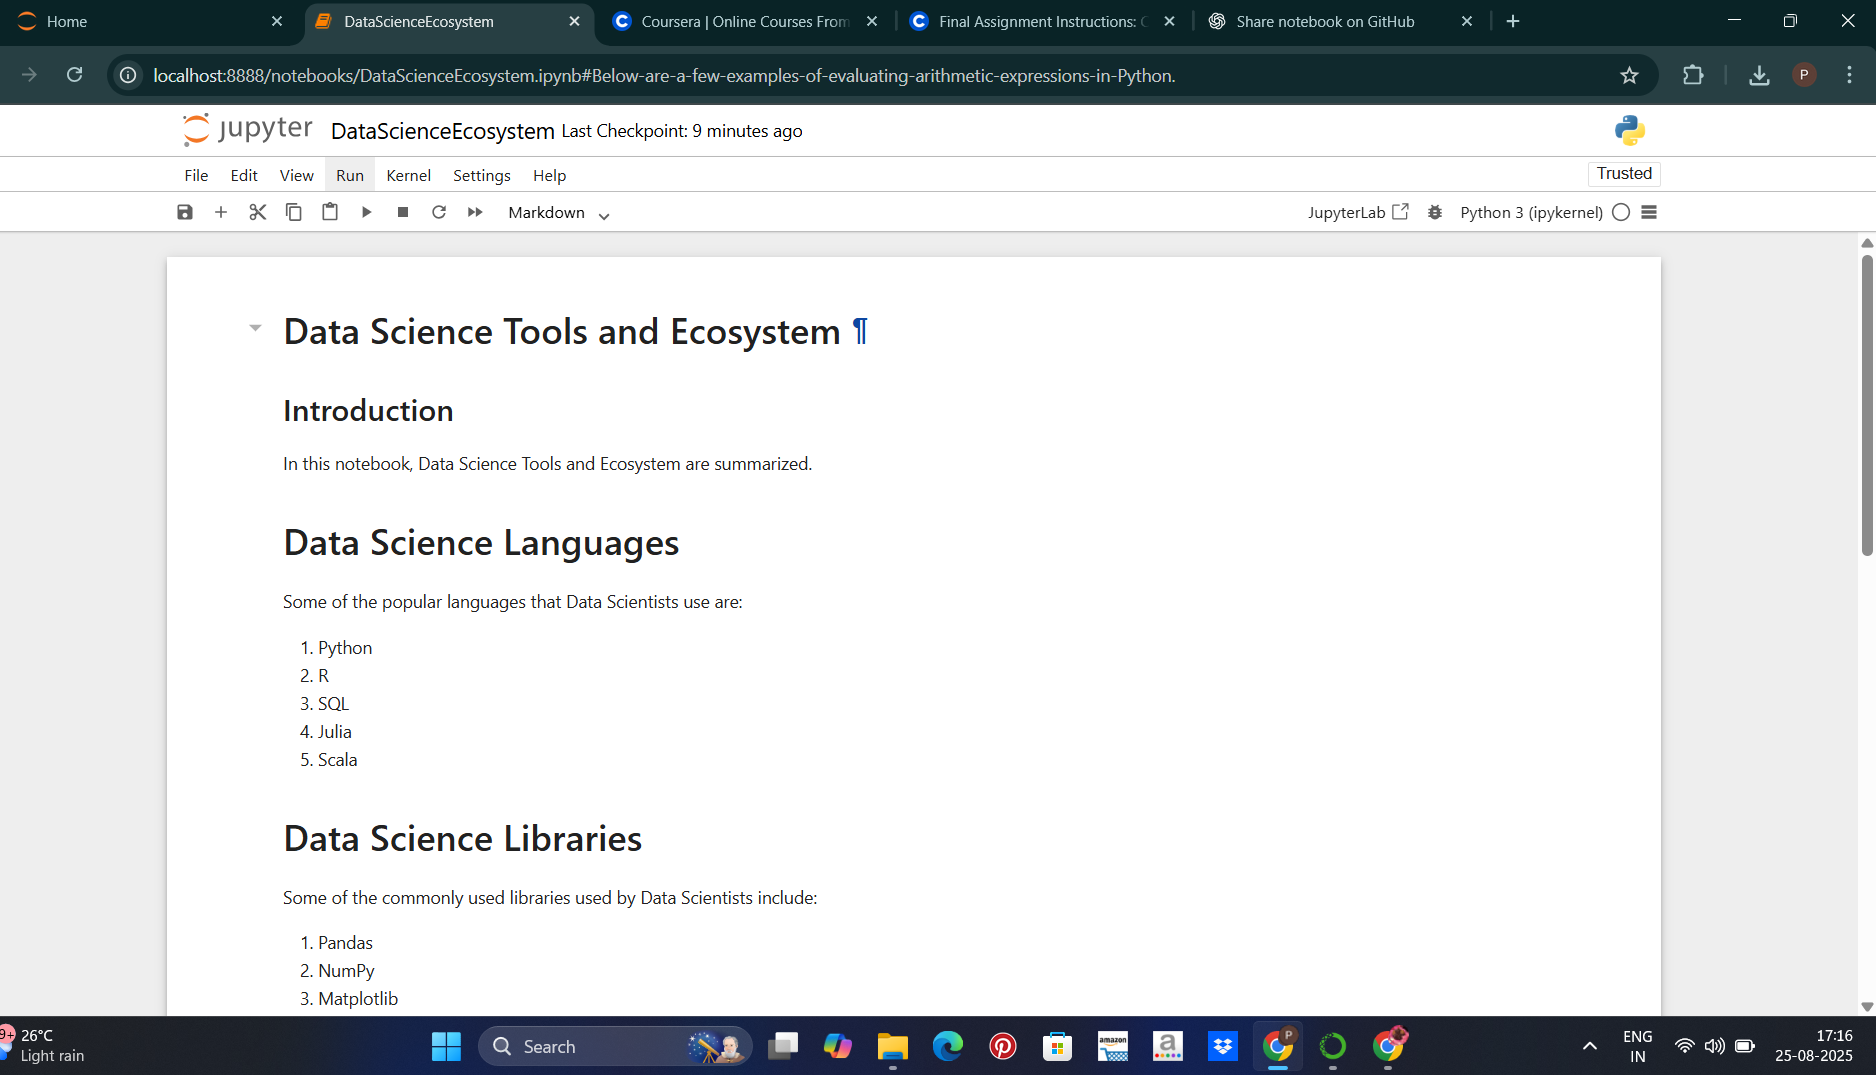 Home
DataScienceEcosystem
Coursera | Online Courses From
Final Assignment Instructions: C
Share notebook on GitHub
localhost:8888/notebooks/DataScienceEcosystem.ipynb#Below-are-a-few-examples-of-evaluating-arithmetic-expressions-in-Python.
P
jupyter DataScienceEcosystem Last Checkpoint: 9 minutes ago
File Edit View Run Kernel Settings Help
Trusted
Markdown
JupyterLab
Python 3 (ipykernel)
Data Science Tools and Ecosystem ¶
Introduction
In this notebook, Data Science Tools and Ecosystem are summarized.
Data Science Languages
Some of the popular languages that Data Scientists use are:
1. Python
2. R
3. SQL
4. Julia
5. Scala
Data Science Libraries
Some of the commonly used libraries used by Data Scientists include:
1. Pandas
2. NumPy
3. Matplotlib
9+
26°C
Light rain
Search
amazon
a
P
ENG
IN
17:16
25-08-2025